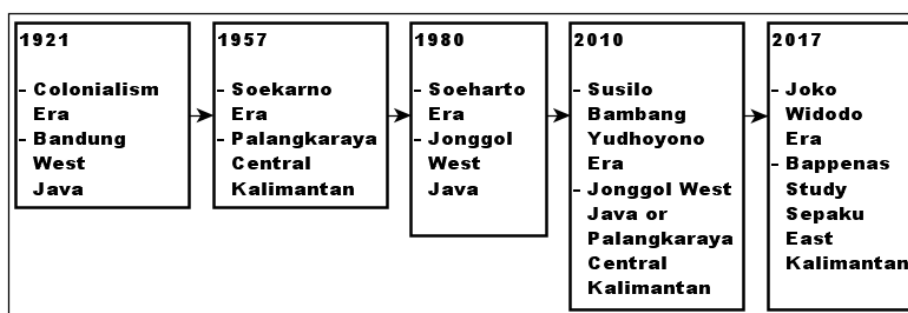 1921
- Colonialism
Era
- Bandung
West
Java
1957
- Soekarno
Era
- Palangkaraya
Central
Kalimantan
1980
- Soeharto
Era
- Jonggol
West
Java
2010
- Susilo
Bambang
Yudhoyono
Era
- Jonggol West
Java or
Palangkaraya
Central
Kalimantan
2017
- Joko
Widodo
Era
- Bappenas
Study
Sepaku
East
Kalimantan